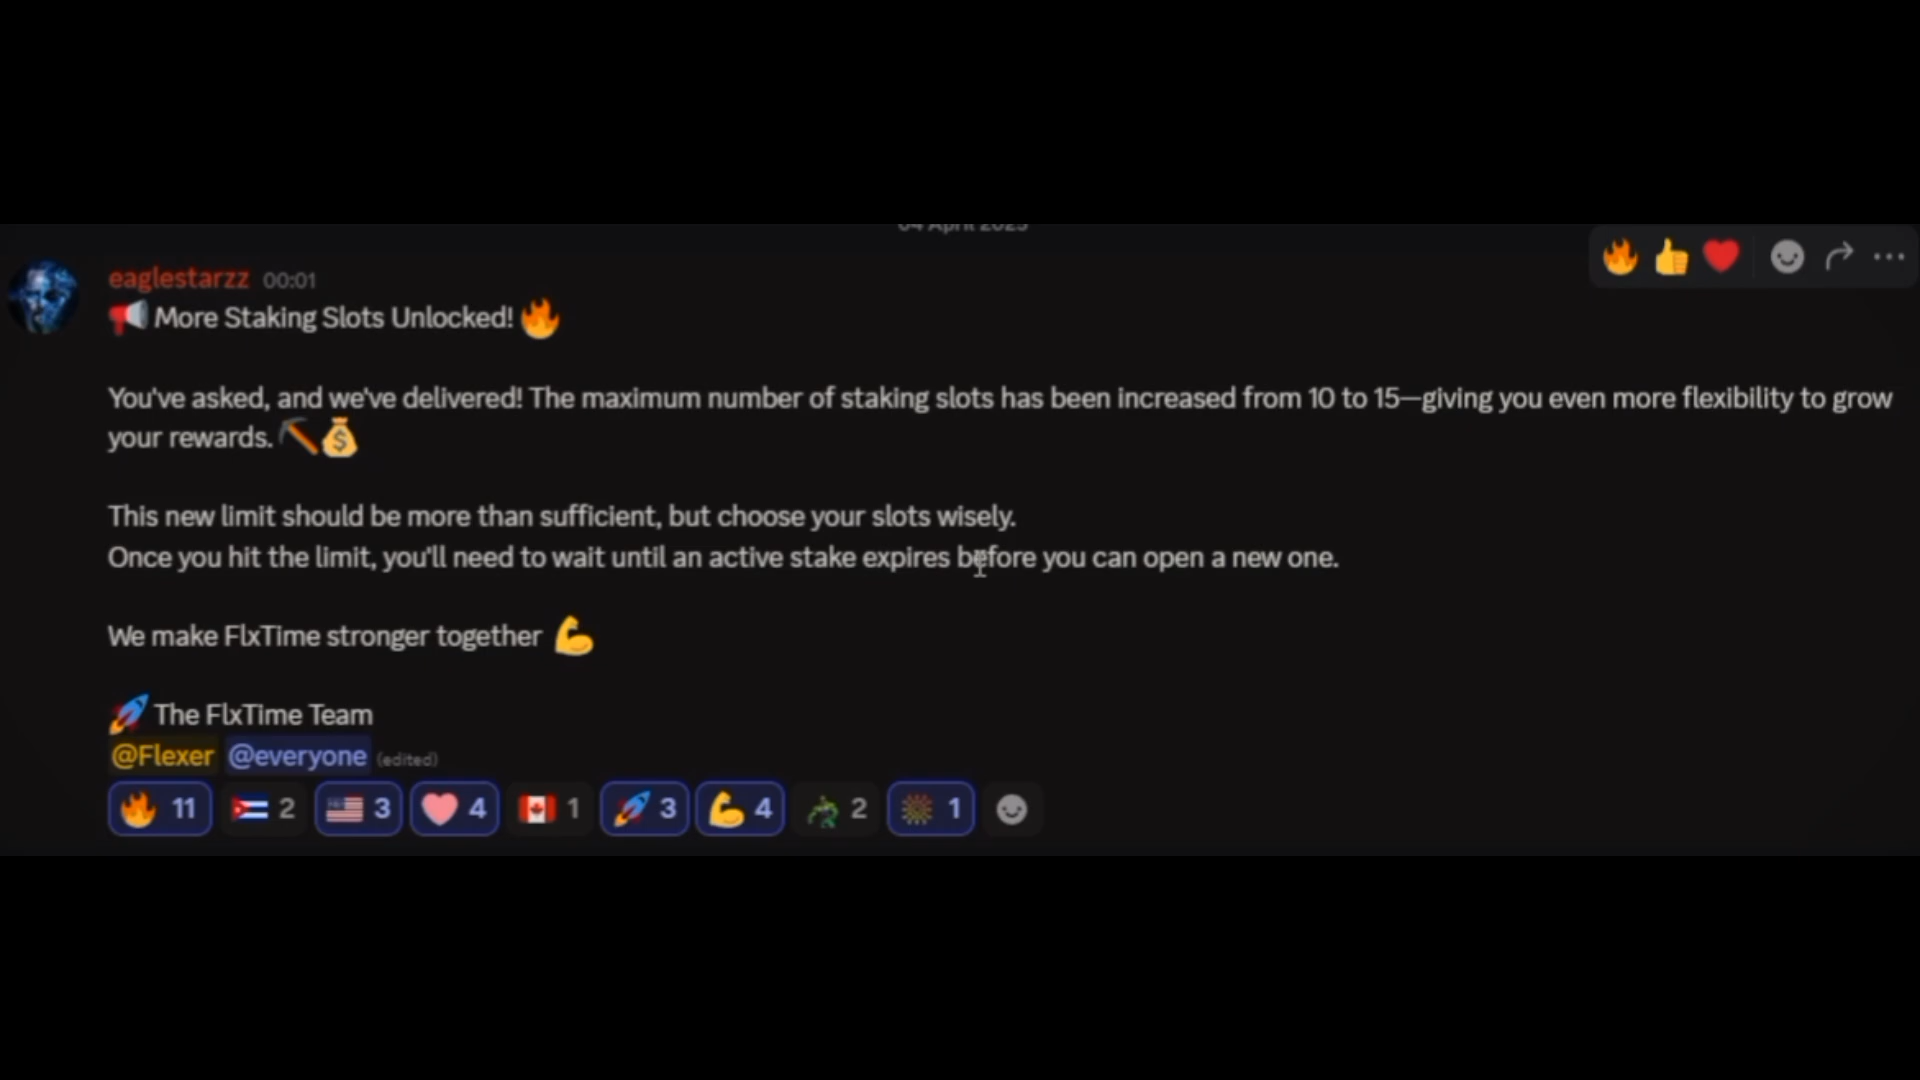 04 April 2025
eaglestarzz 00:01
📢 More Staking Slots Unlocked! 🔥
You've asked, and we've delivered! The maximum number of staking slots has been increased from 10 to 15—giving you even more flexibility to grow
your rewards. ⛏️💰
This new limit should be more than sufficient, but choose your slots wisely.
Once you hit the limit, you'll need to wait until an active stake expires before you can open a new one.
We make FlxTime stronger together 💪
🚀 The FlxTime Team
@Flexer @everyone (edited)
🔥 11 🇨🇺 2 🇺🇸 3 🩷 4 🇨🇦 1 🚀 3 💪 4 2 1